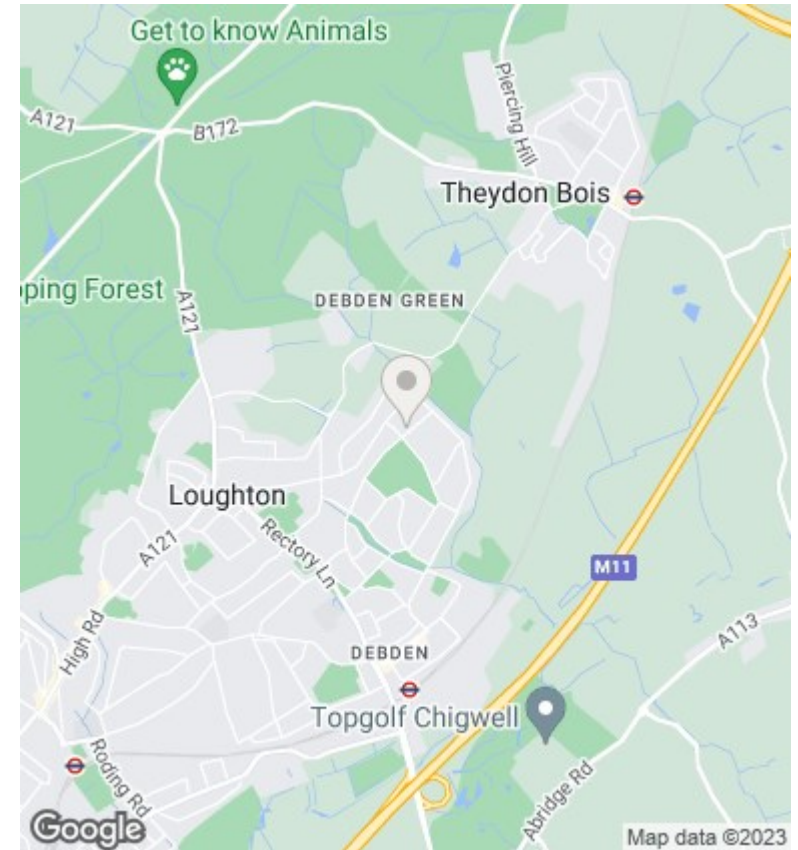 Get to know Animals
A121
B172
Piercing Hill
Theydon Bois
pping Forest
A121
DEBDEN GREEN
Loughton
Rectory Ln
A121
M11
High Rd
DEBDEN
A113
Topgolf Chigwell
Roding Rd
Abridge Rd
Google
Map data ©2023